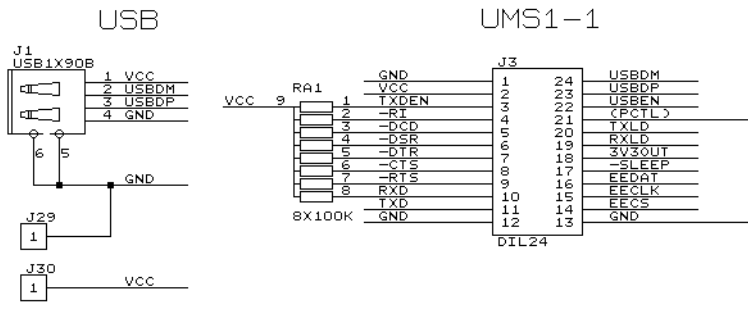 USB
UMS1-1
J1
USB1X90B
1 VCC
2 USBDM
3 USBDP
4 GND
6 5
GND
J29
1
J30
1 VCC
J3
GND 1 24 USBDM
VCC 2 23 USBDP
RA1
VCC 9 1 TXDEN 3 22 USBEN
2 -RI 4 21 (PCTL)
3 -DCD 5 20 TXLD
4 -DSR 6 19 RXLD
5 -DTR 7 18 3V3OUT
6 -CTS 8 17 -SLEEP
7 -RTS 9 16 EEDAT
8 RXD 10 15 EECLK
TXD 11 14 EECS
8X100K GND 12 13 GND
DIL24